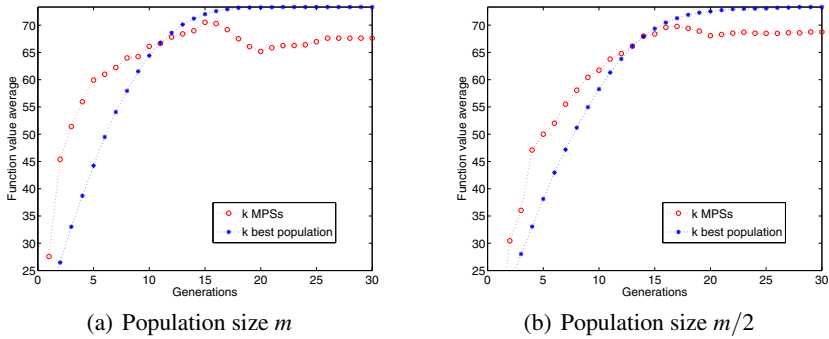 Function value average
70
65
60
55
50
45
40
35
30
25
k MPSs
k best population
0 5 10 15 20 25 30
Generations
(a) Population size m
Function value average
70
65
60
55
50
45
40
35
30
25
k MPSs
k best population
0 5 10 15 20 25 30
Generations
(b) Population size m/2